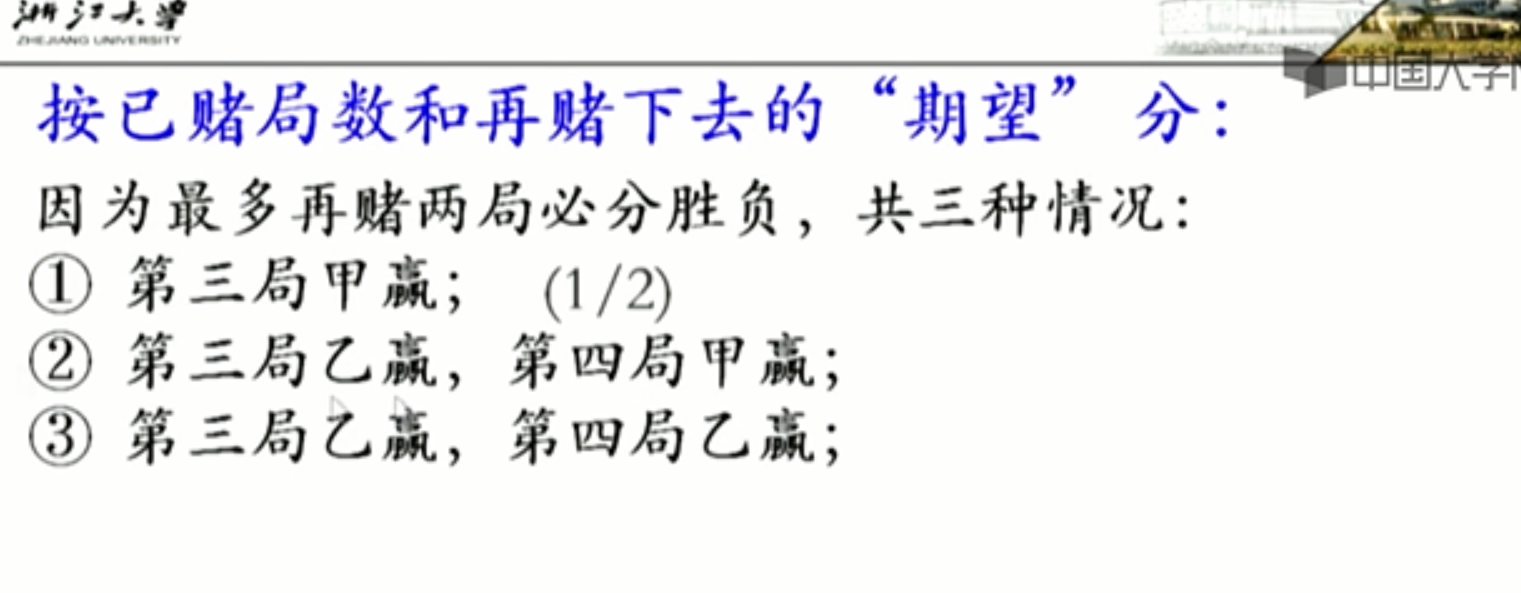 浙江大学
ZHEJIANG UNIVERSITY
中国大学
按已赌局数和再赌下去的“期望”分：
因为最多再赌两局必分胜负，共三种情况：
① 第三局甲赢； (1/2)
② 第三局乙赢，第四局甲赢；
③ 第三局乙赢，第四局乙赢；